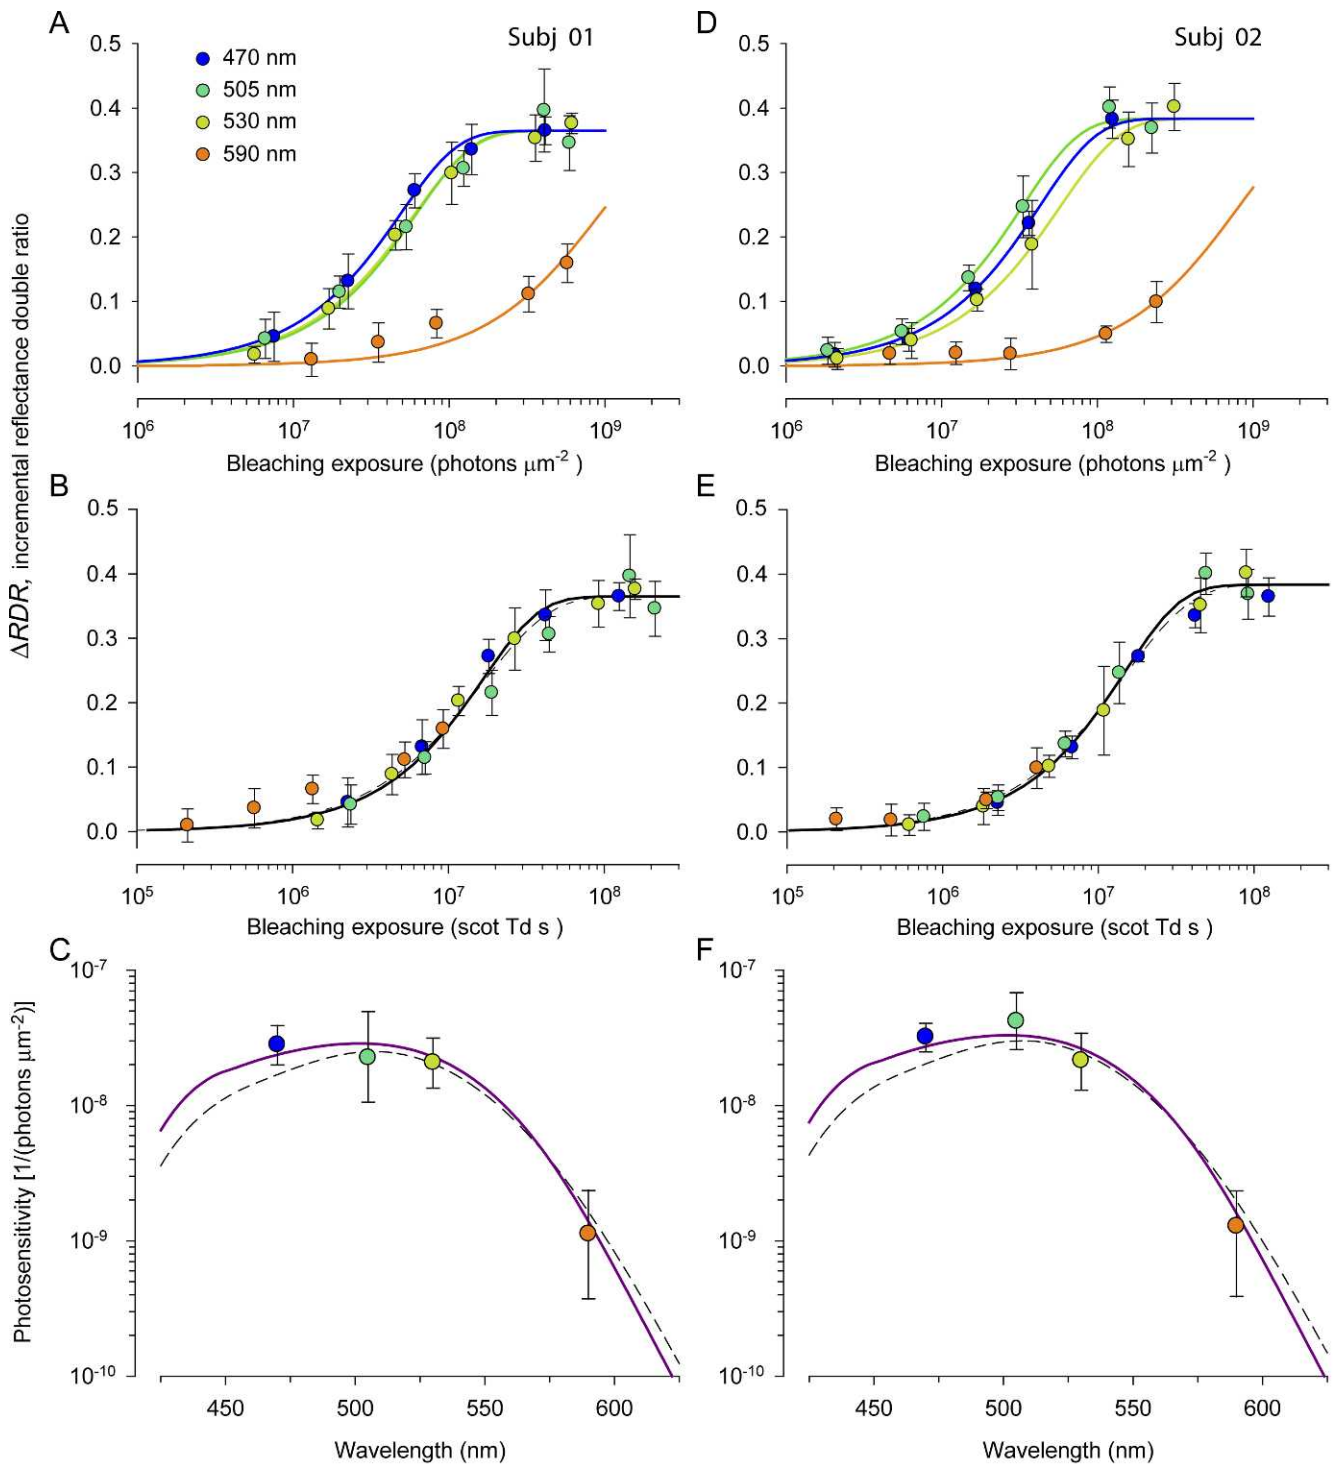 A
Subj 01
0.5
0.4
0.3
0.2
0.1
0.0
470 nm
505 nm
530 nm
590 nm
10⁶
10⁷
10⁸
10⁹
Bleaching exposure (photons μm⁻² )
D
Subj 02
0.5
0.4
0.3
0.2
0.1
0.0
10⁶
10⁷
10⁸
10⁹
Bleaching exposure (photons μm⁻² )
ΔRDR, incremental reflectance double ratio
B
0.5
0.4
0.3
0.2
0.1
0.0
10⁵
10⁶
10⁷
10⁸
Bleaching exposure (scot Td s )
E
0.5
0.4
0.3
0.2
0.1
0.0
10⁵
10⁶
10⁷
10⁸
Bleaching exposure (scot Td s )
C
Photosensitivity [1/(photons μm⁻²)]
10⁻⁷
10⁻⁸
10⁻⁹
10⁻¹⁰
450
500
550
600
Wavelength (nm)
F
10⁻⁷
10⁻⁸
10⁻⁹
10⁻¹⁰
450
500
550
600
Wavelength (nm)